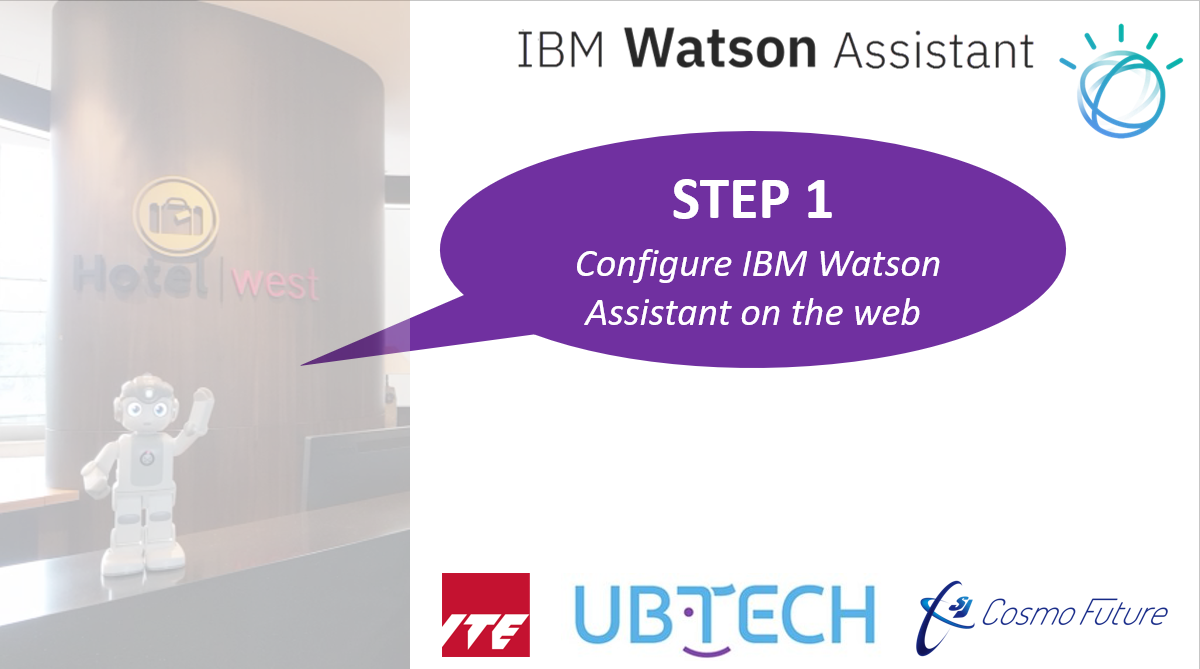 IBM Watson Assistant
STEP 1
Configure IBM Watson
Assistant on the web
Hotel west
ITE
UBTECH
Cosmo Future